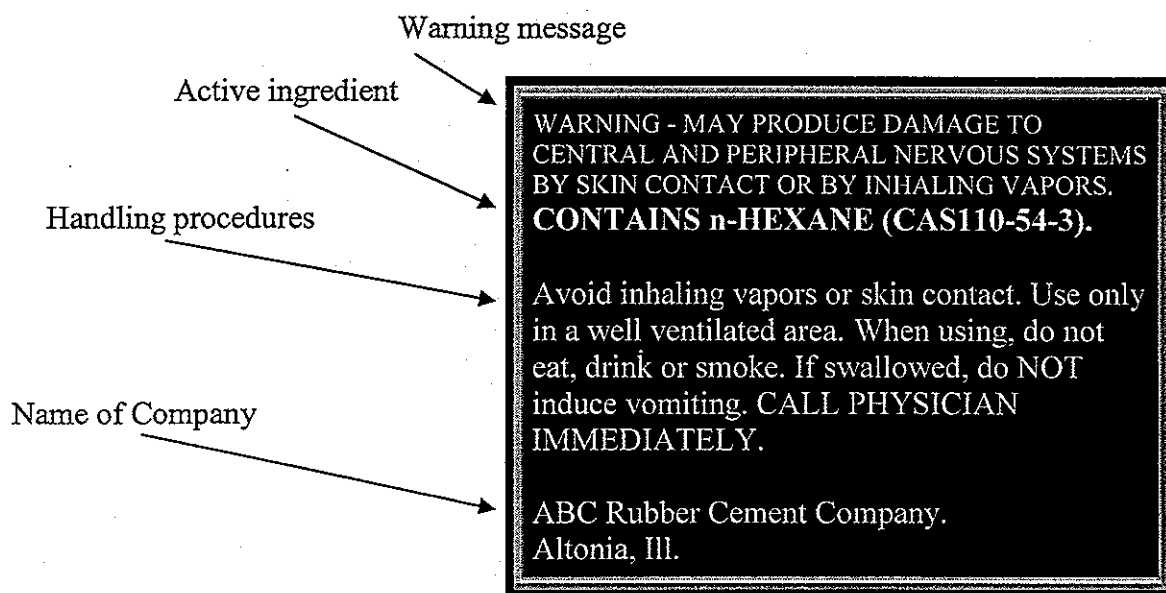 Warning message
Active ingredient
Handling procedures
Name of Company
WARNING - MAY PRODUCE DAMAGE TO
CENTRAL AND PERIPHERAL NERVOUS SYSTEMS
BY SKIN CONTACT OR BY INHALING VAPORS.
CONTAINS n-HEXANE (CAS110-54-3).
Avoid inhaling vapors or skin contact. Use only
in a well ventilated area. When using, do not
eat, drink or smoke. If swallowed, do NOT
induce vomiting. CALL PHYSICIAN
IMMEDIATELY.
ABC Rubber Cement Company.
Altonia, Ill.